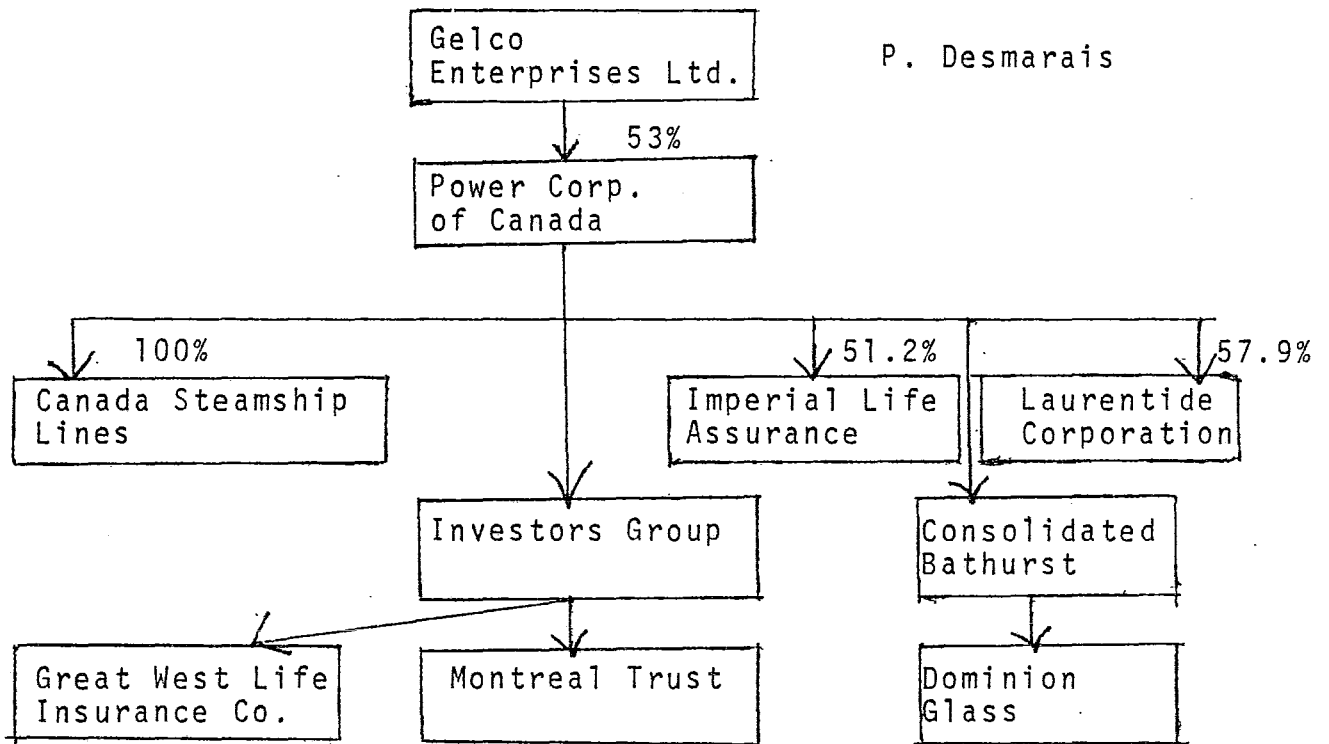 Gelco
Enterprises Ltd.
P. Desmarais
53%
Power Corp.
of Canada
100%
51.2%
57.9%
Canada Steamship
Lines
Imperial Life
Assurance
Laurentide
Corporation
Investors Group
Consolidated
Bathurst
Great West Life
Insurance Co.
Montreal Trust
Dominion
Glass